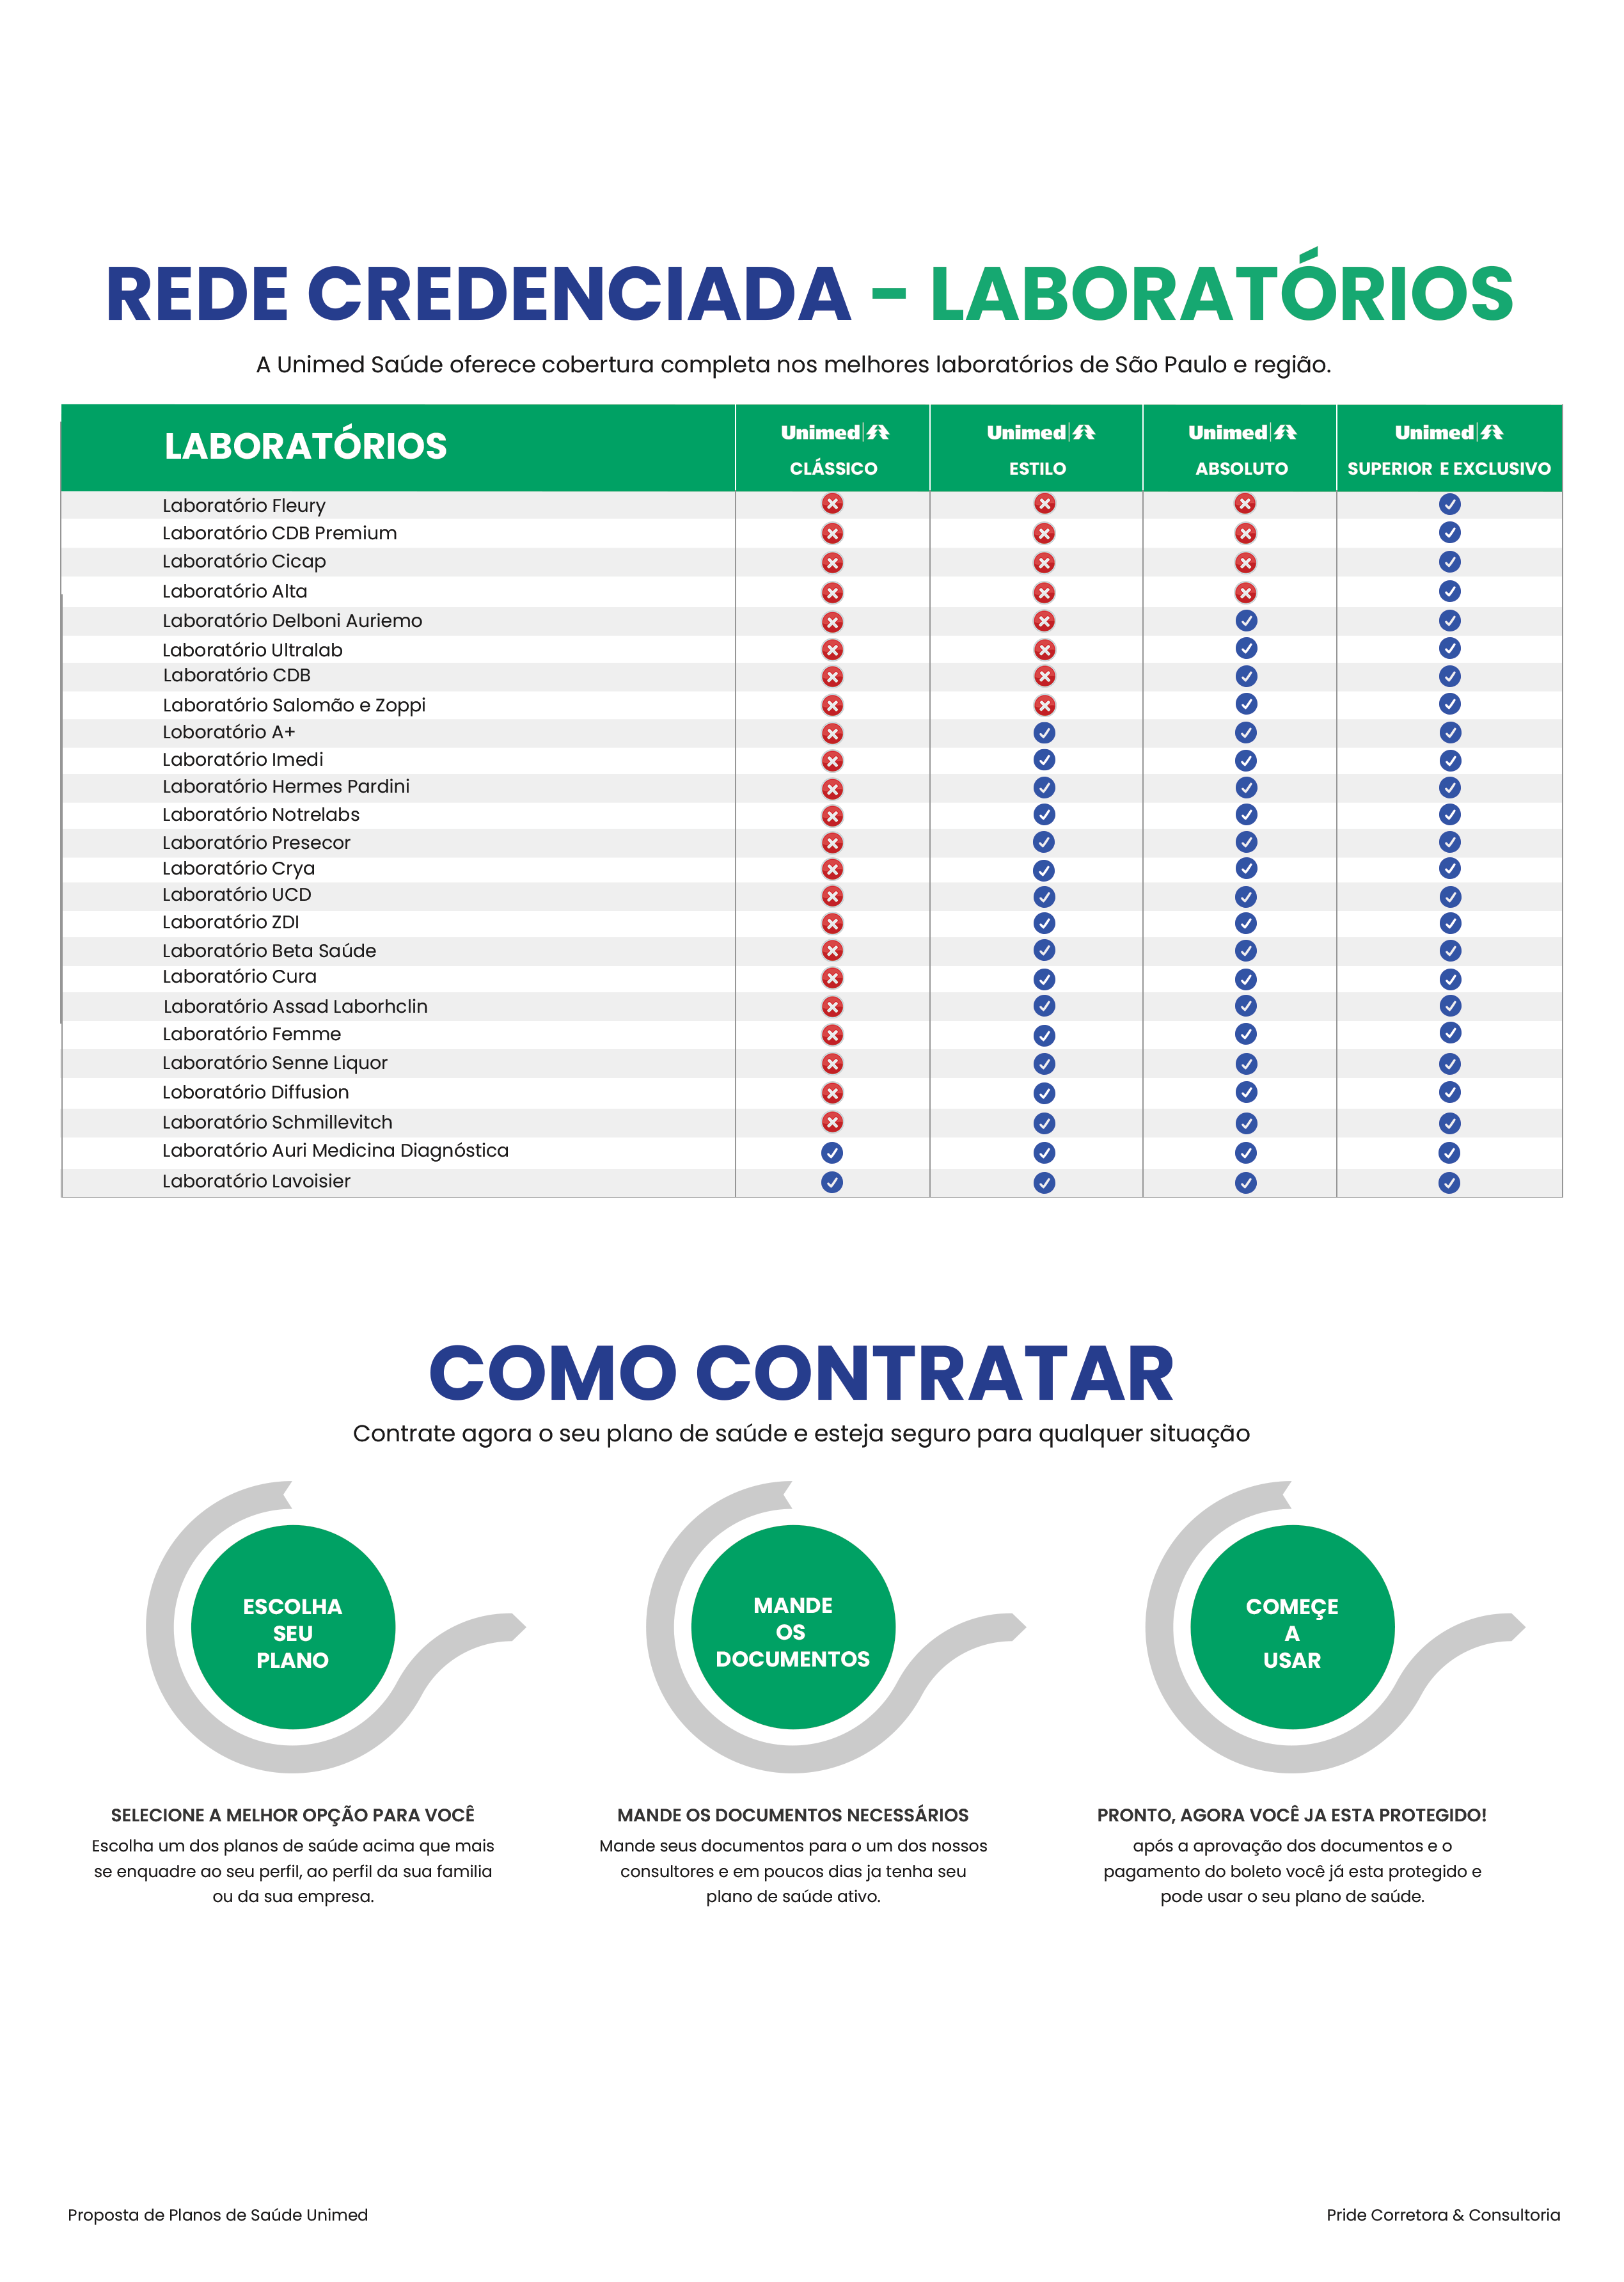 REDE CREDENCIADA - LABORATÓRIOS
A Unimed Saúde oferece cobertura completa nos melhores laboratórios de São Paulo e região.
LABORATÓRIOS
Unimed
CLÁSSICO
Unimed
ESTILO
Unimed
ABSOLUTO
Unimed
SUPERIOR E EXCLUSIVO
Laboratório Fleury
Laboratório CDB Premium
Laboratório Cicap
Laboratório Alta
Laboratório Delboni Auriemo
Laboratório Ultralab
Laboratório CDB
Laboratório Salomão e Zoppi
Loboratório A+
Laboratório Imedi
Laboratório Hermes Pardini
Laboratório Notrelabs
Laboratório Presecor
Laboratório Crya
Laboratório UCD
Laboratório ZDI
Laboratório Beta Saúde
Laboratório Cura
Laboratório Assad Laborhclin
Laboratório Femme
Laboratório Senne Liquor
Loboratório Diffusion
Laboratório Schmillevitch
Laboratório Auri Medicina Diagnóstica
Laboratório Lavoisier
COMO CONTRATAR
Contrate agora o seu plano de saúde e esteja seguro para qualquer situação
ESCOLHA
SEU
PLANO
MANDE
OS
DOCUMENTOS
COMEÇE
A
USAR
SELECIONE A MELHOR OPÇÃO PARA VOCÊ
Escolha um dos planos de saúde acima que mais
se enquadre ao seu perfil, ao perfil da sua familia
ou da sua empresa.
MANDE OS DOCUMENTOS NECESSÁRIOS
Mande seus documentos para o um dos nossos
consultores e em poucos dias ja tenha seu
plano de saúde ativo.
PRONTO, AGORA VOCÊ JA ESTA PROTEGIDO!
após a aprovação dos documentos e o
pagamento do boleto você já esta protegido e
pode usar o seu plano de saúde.
Proposta de Planos de Saúde Unimed
Pride Corretora & Consultoria